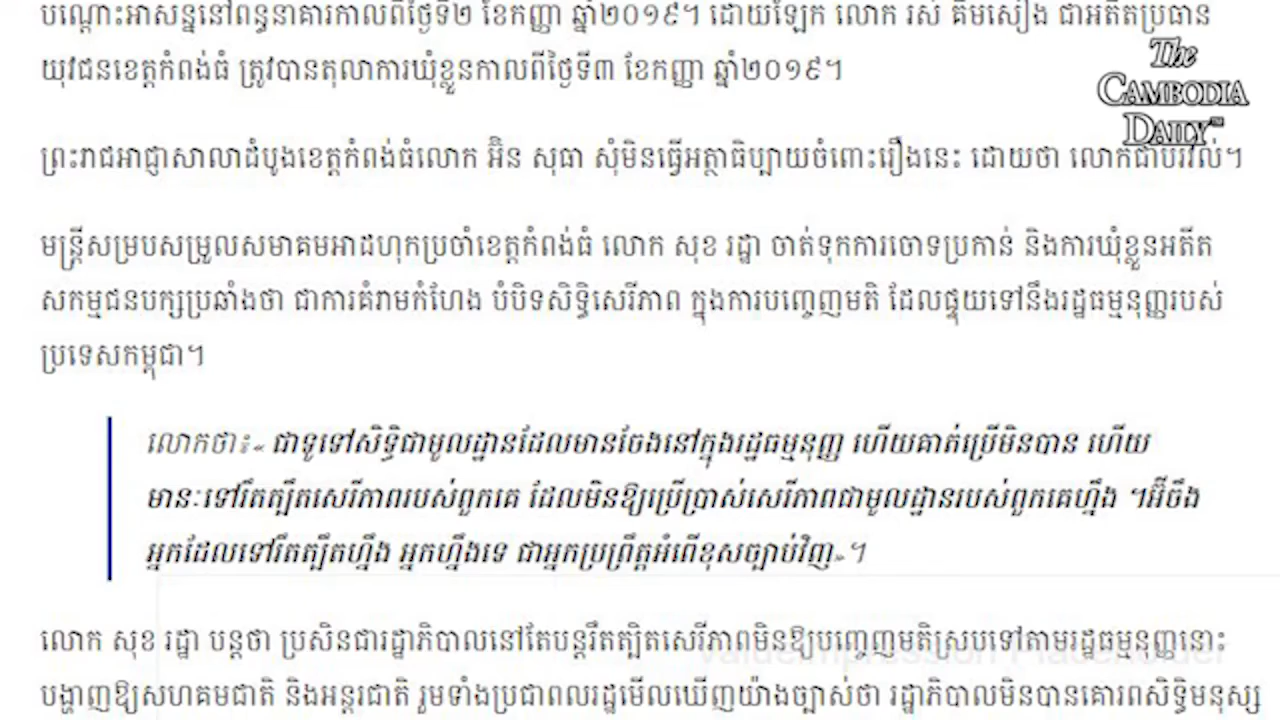 បណ្ដោះអាសន្ននៅពន្ធនាគារកាលពីថ្ងៃទី២ ខែកញ្ញា ឆ្នាំ២០១៩។ ដោយឡែក លោក រស់ គឹមសៀង ជាអតីតប្រធាន
យុវជនខេត្តកំពង់ធំ ត្រូវបានតុលាការឃុំខ្លួនកាលពីថ្ងៃទី៣ ខែកញ្ញា ឆ្នាំ២០១៩។
The
CAMBODIA
DAILY
ព្រះរាជអាជ្ញាសាលាដំបូងខេត្តកំពង់ធំលោក អ៊ិន សុធា សុំមិនធ្វើអត្ថាធិប្បាយចំពោះរឿងនេះ ដោយថា លោកជាប់រវល់។
មន្ត្រីសម្របសម្រួលសមាគមអាដហុកប្រចាំខេត្តកំពង់ធំ លោក សុខ រដ្ឋា ចាត់ទុកការចោទប្រកាន់ និងការឃុំខ្លួនអតីត
សកម្មជនបក្សប្រឆាំងថា ជាការគំរាមកំហែង បំបិទសិទ្ធិសេរីភាព ក្នុងការបញ្ចេញមតិ ដែលផ្ទុយទៅនឹងរដ្ឋធម្មនុញ្ញរបស់
ប្រទេសកម្ពុជា។
លោកថា៖« ជាទូទៅសិទ្ធិជាមូលដ្ឋានដែលមានចែងនៅក្នុងរដ្ឋធម្មនុញ្ញ ហើយគាត់ប្រើមិនបាន ហើយ
មានៈទៅរឹតត្បិតសេរីភាពរបស់ពួកគេ ដែលមិនឱ្យប្រើប្រាស់សេរីភាពជាមូលដ្ឋានរបស់ពួកគេហ្នឹង ។អ៊ីចឹង
អ្នកដែលទៅរឹតត្បិតហ្នឹង អ្នកហ្នឹងទេ ជាអ្នកប្រព្រឹត្តអំពើខុសច្បាប់វិញ»។
លោក សុខ រដ្ឋា បន្តថា ប្រសិនជារដ្ឋាភិបាលនៅតែបន្តរឹតត្បិតសេរីភាពមិនឱ្យបញ្ចេញមតិស្របទៅតាមរដ្ឋធម្មនុញ្ញនោះ
បង្ហាញឱ្យសហគមជាតិ និងអន្តរជាតិ រួមទាំងប្រជាពលរដ្ឋមើលឃើញយ៉ាងច្បាស់ថា រដ្ឋាភិបាលមិនបានគោរពសិទ្ធិមនុស្ស